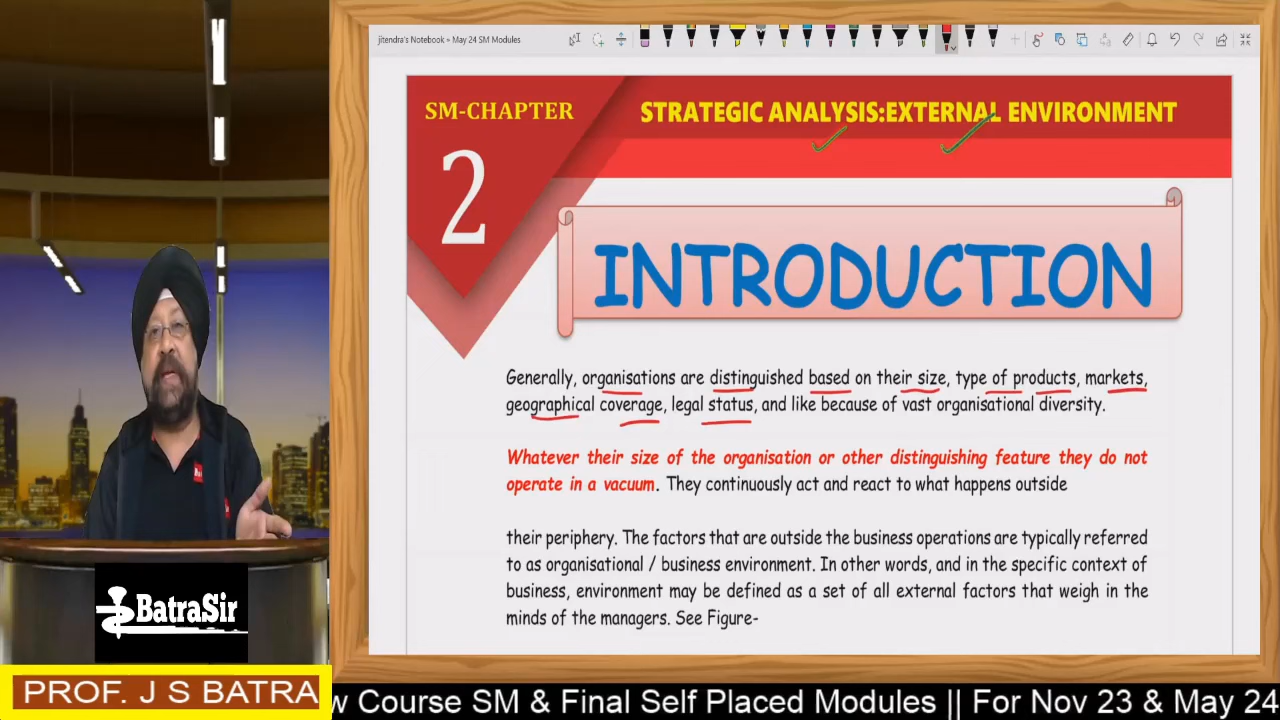 jitendra's Notebook » May 24 SM Modules
SM-CHAPTER
2
STRATEGIC ANALYSIS:EXTERNAL ENVIRONMENT
INTRODUCTION
Generally, organisations are distinguished based on their size, type of products, markets,
geographical coverage, legal status, and like because of vast organisational diversity.
Whatever their size of the organisation or other distinguishing feature they do not
operate in a vacuum. They continuously act and react to what happens outside
their periphery. The factors that are outside the business operations are typically referred
to as organisational / business environment. In other words, and in the specific context of
business, environment may be defined as a set of all external factors that weigh in the
minds of the managers. See Figure-
BatraSir
PROF. J S BATRA
w Course SM & Final Self Placed Modules || For Nov 23 & May 24